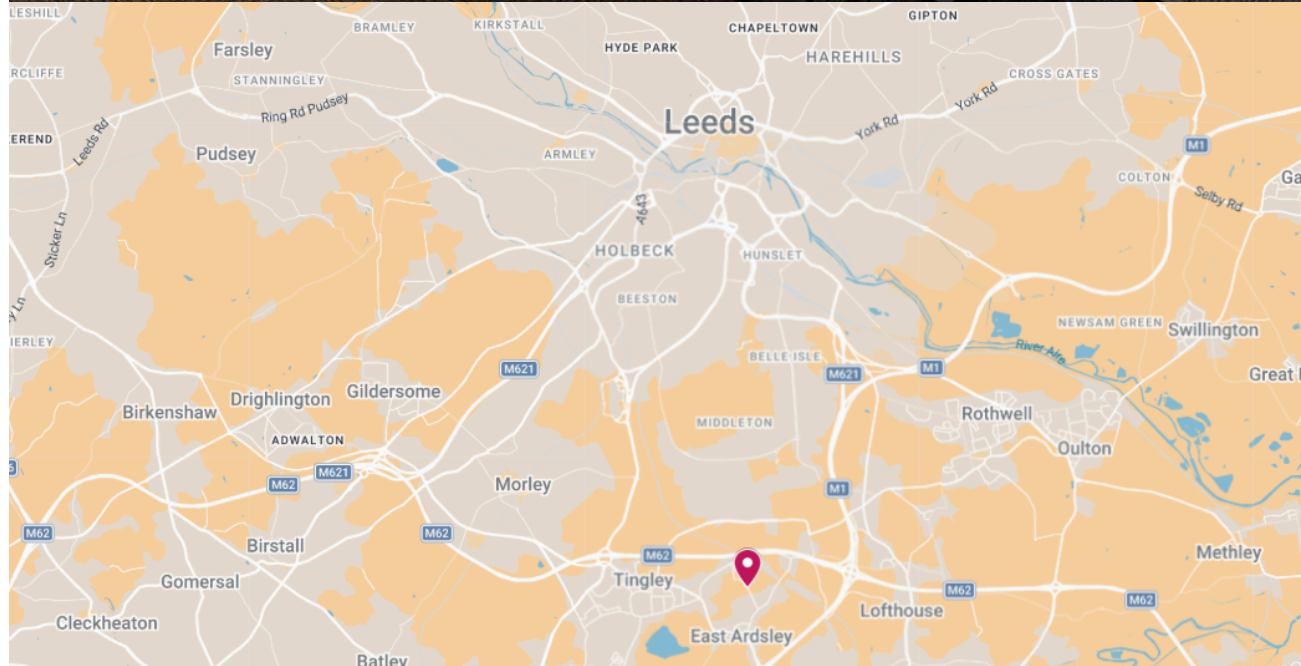 LESHILL
BRAMLEY
KIRKSTALL
GIPTON
CHAPELTOWN
HYDE PARK
Farsley
HAREHILLS
RCLIFFE
STANNINGLEY
CROSS GATES
Ring Rd Pudsey
York Rd
Leeds
York Rd
EREND
Leeds Rd
M1
Pudsey
ARMLEY
COLTON
Ga
Selby Rd
A643
Sticker Ln
HOLBECK
HUNSLET
BEESTON
y Ln
NEWSAM GREEN
Swillington
IERLEY
River Aire
BELLE ISLE
M621
M1
M621
Great
Gildersome
Drighlington
Birkenshaw
Rothwell
MIDDLETON
ADWALTON
Oulton
M621
M62
Morley
M1
M62
M62
Birstall
M62
Methley
Gomersal
Tingley
M62
M62
Lofthouse
Cleckheaton
East Ardsley
Batley